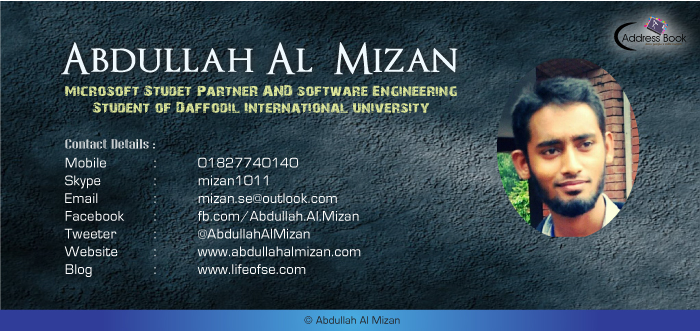 Address Book
Abdullah Al Mizan
Microsoft Studet Partner AND Software Engineering
Student of Daffodil International University
Contact Details :
Mobile : 01827740140
Skype : mizan1011
Email : mizan.se@outlook.com
Facebook : fb.com/Abdullah.Al.Mizan
Tweeter : @AbdullahAlMizan
Website : www.abdullahalmizan.com
Blog : www.lifeofse.com
© Abdullah Al Mizan